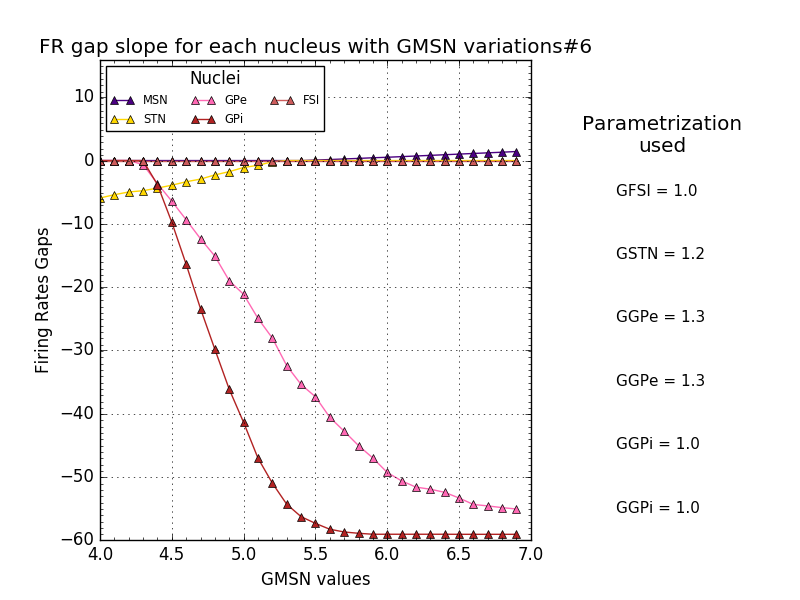 FR gap slope for each nucleus with GMSN variations#6
Nuclei
MSN GPe FSI
STN GPi
10
0
−10
−20
−30
−40
−50
−60
Firing Rates Gaps
4.0 4.5 5.0 5.5 6.0 6.5 7.0
GMSN values
Parametrization
used
GFSI = 1.0
GSTN = 1.2
GGPe = 1.3
GGPe = 1.3
GGPi = 1.0
GGPi = 1.0